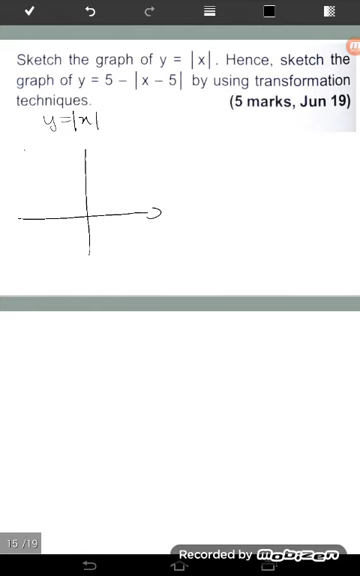 Sketch the graph of y = |x|. Hence, sketch the
graph of y = 5 – |x – 5| by using transformation
techniques. (5 marks, Jun 19)
y=|x|
15 / 19
Recorded by mobizen